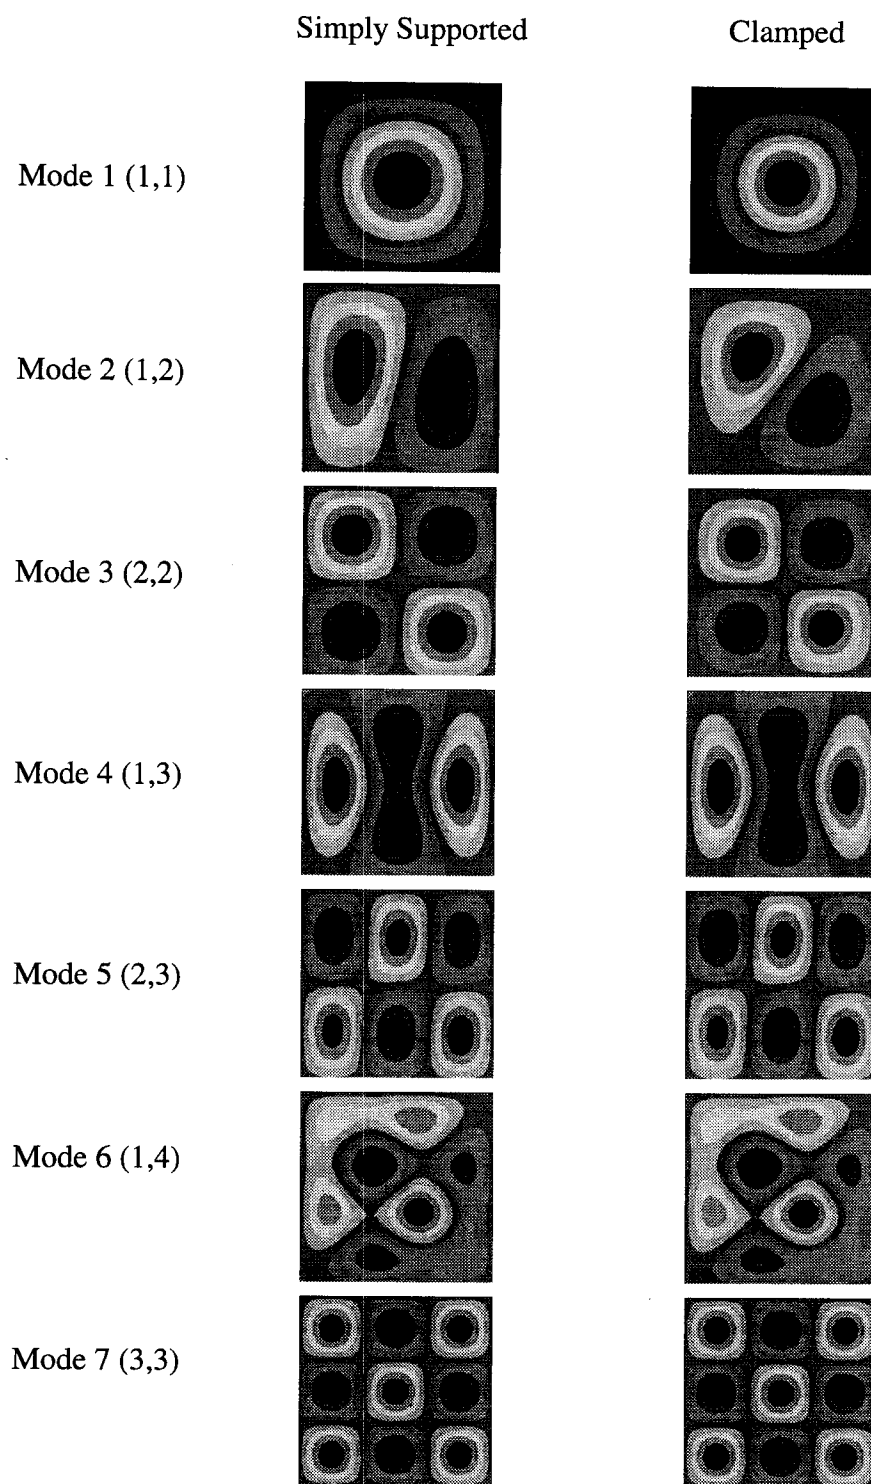 Simply Supported
Clamped
Mode 1 (1,1)
Mode 2 (1,2)
Mode 3 (2,2)
Mode 4 (1,3)
Mode 5 (2,3)
Mode 6 (1,4)
Mode 7 (3,3)